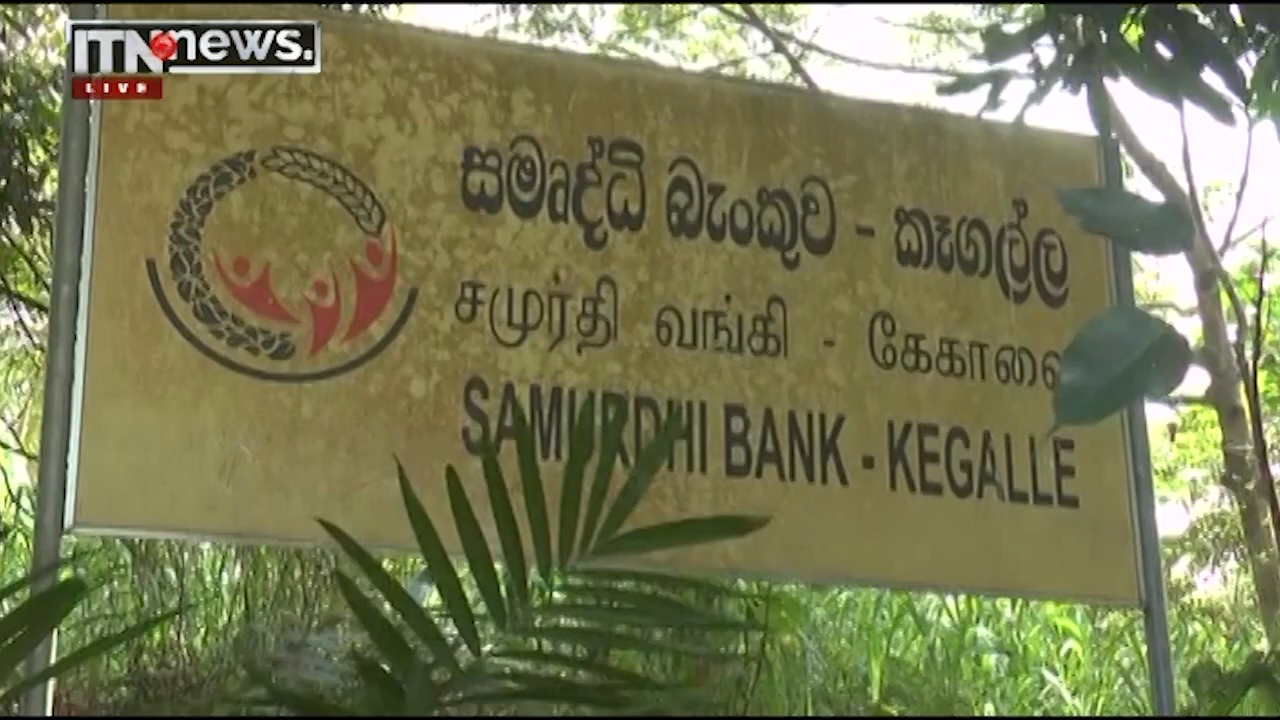 ITN news.
LIVE
සමෘද්ධි බැංකුව - කෑගල්ල
சமுர்தி வங்கி - கேகாலை
SAMURDHI BANK - KEGALLE